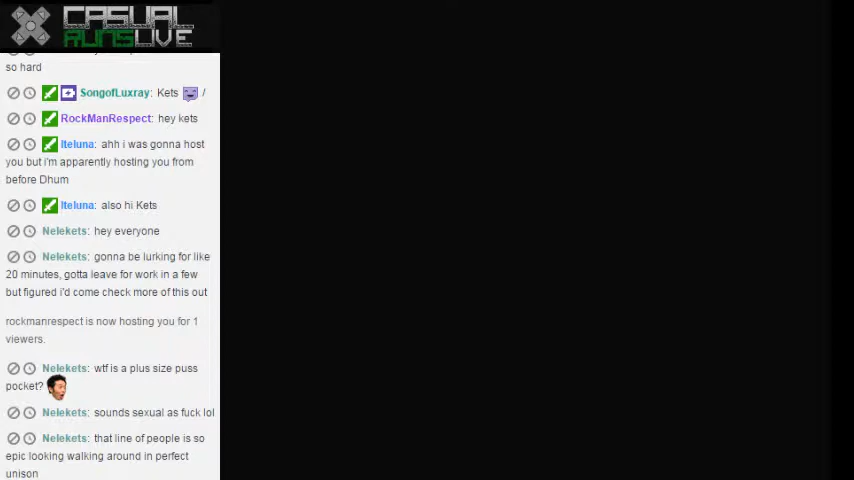 CASUAL
RUNSLIVE
so hard
SongofLuxray: Kets /
RockManRespect: hey kets
Iteluna: ahh i was gonna host
you but i'm apparently hosting you from
before Dhum
Iteluna: also hi Kets
Nelekets: hey everyone
Nelekets: gonna be lurking for like
20 minutes, gotta leave for work in a few
but figured i'd come check more of this out
rockmanrespect is now hosting you for 1
viewers.
Nelekets: wtf is a plus size puss
pocket?
Nelekets: sounds sexual as fuck lol
Nelekets: that line of people is so
epic looking walking around in perfect
unison